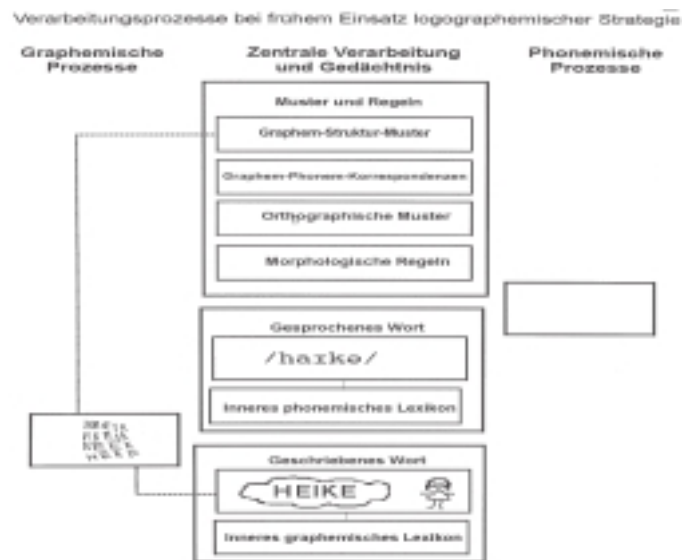 Verarbeitungsprozesse bei frühem Einsatz logographemischer Strategie
Graphemische
Prozesse
Zentrale Verarbeitung
und Gedächtnis
Phonemische
Prozesse
Muster und Regeln
Graphem-Struktur-Muster
Graphem-Phonem-Korrespondenzen
Orthographische Muster
Morphologische Regeln
Gesprochenes Wort
/haɪkə/
Inneres phonemisches Lexikon
Geschriebenes Wort
HEIKE
Inneres graphemisches Lexikon